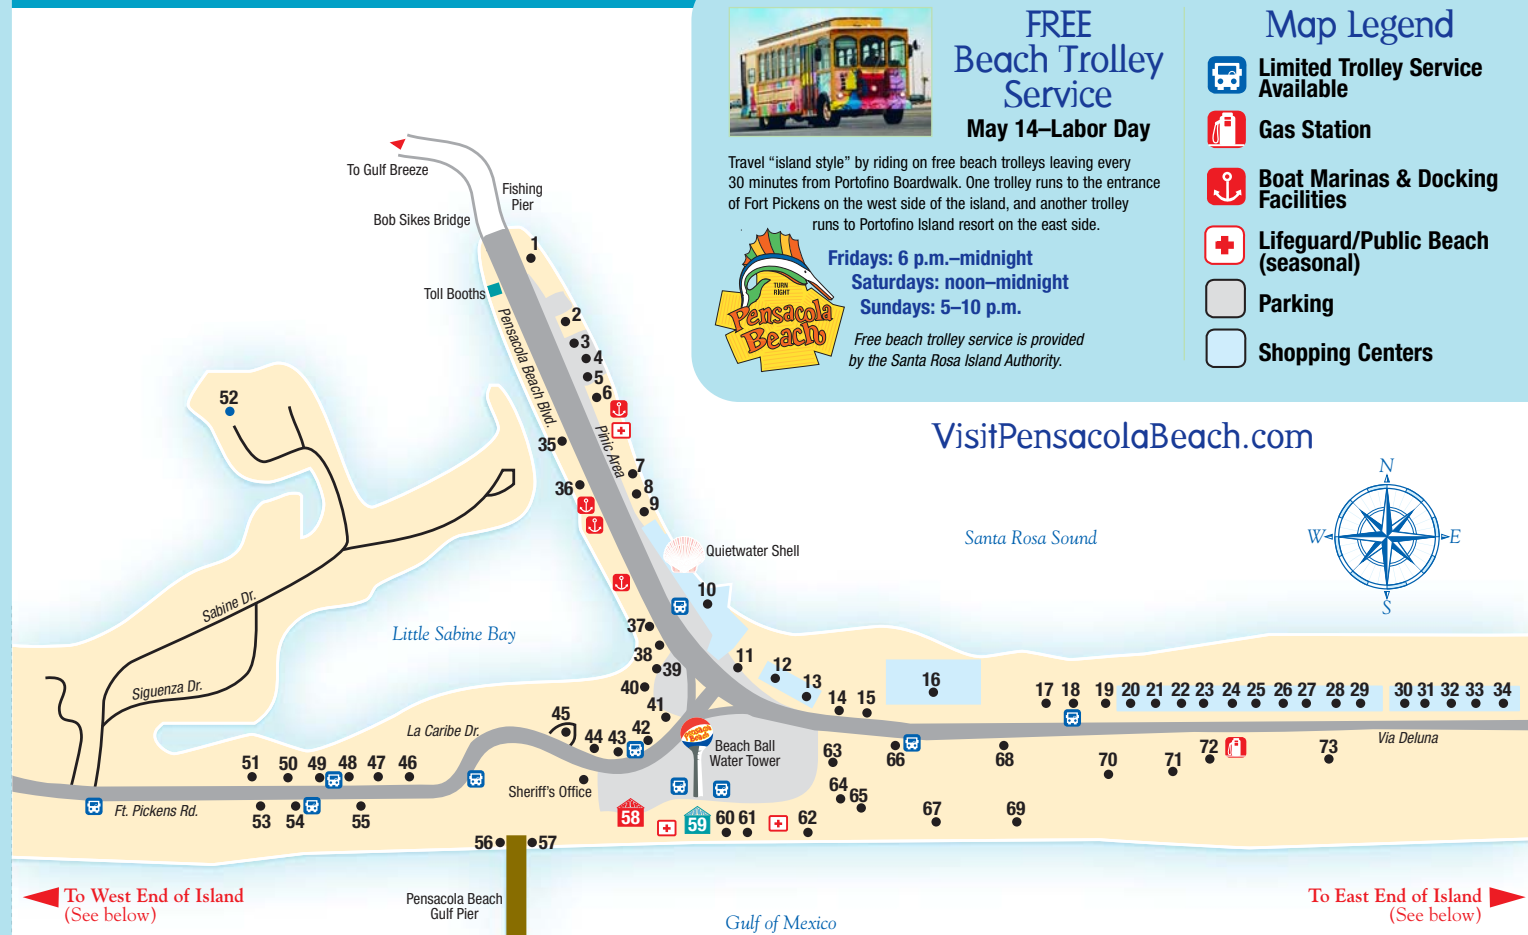 FREE
Beach Trolley
Service
May 14–Labor Day
Travel “island style” by riding on free beach trolleys leaving every
30 minutes from Portofino Boardwalk. One trolley runs to the entrance
of Fort Pickens on the west side of the island, and another trolley
runs to Portofino Island resort on the east side.
TURN
RIGHT
Pensacola
Beach
Fridays: 6 p.m.–midnight
Saturdays: noon–midnight
Sundays: 5–10 p.m.
Free beach trolley service is provided
by the Santa Rosa Island Authority.
Map Legend
Limited Trolley Service
Available
Gas Station
Boat Marinas & Docking
Facilities
Lifeguard/Public Beach
(seasonal)
Parking
Shopping Centers
VisitPensacolaBeach.com
N
W
E
S
To Gulf Breeze
Fishing
Pier
Bob Sikes Bridge
Toll Booths
Pensacola Beach Blvd.
Pinic Area
1
2
3
4
5
6
7
8
9
35
36
52
Quietwater Shell
Santa Rosa Sound
Little Sabine Bay
Sabine Dr.
Siguenza Dr.
La Caribe Dr.
10
37
38
39
40
41
11
12
13
14
15
16
17
18
19
20
21
22
23
24
25
26
27
28
29
30
31
32
33
34
Via Deluna
45
44
43
42
Pensacola
Beach
Beach Ball
Water Tower
51
50
49
48
47
46
Sheriff’s Office
Ft. Pickens Rd.
53
54
55
63
64
65
66
67
68
69
70
71
72
73
58
59
60
61
62
56
57
Pensacola Beach
Gulf Pier
Gulf of Mexico
To West End of Island
(See below)
To East End of Island
(See below)